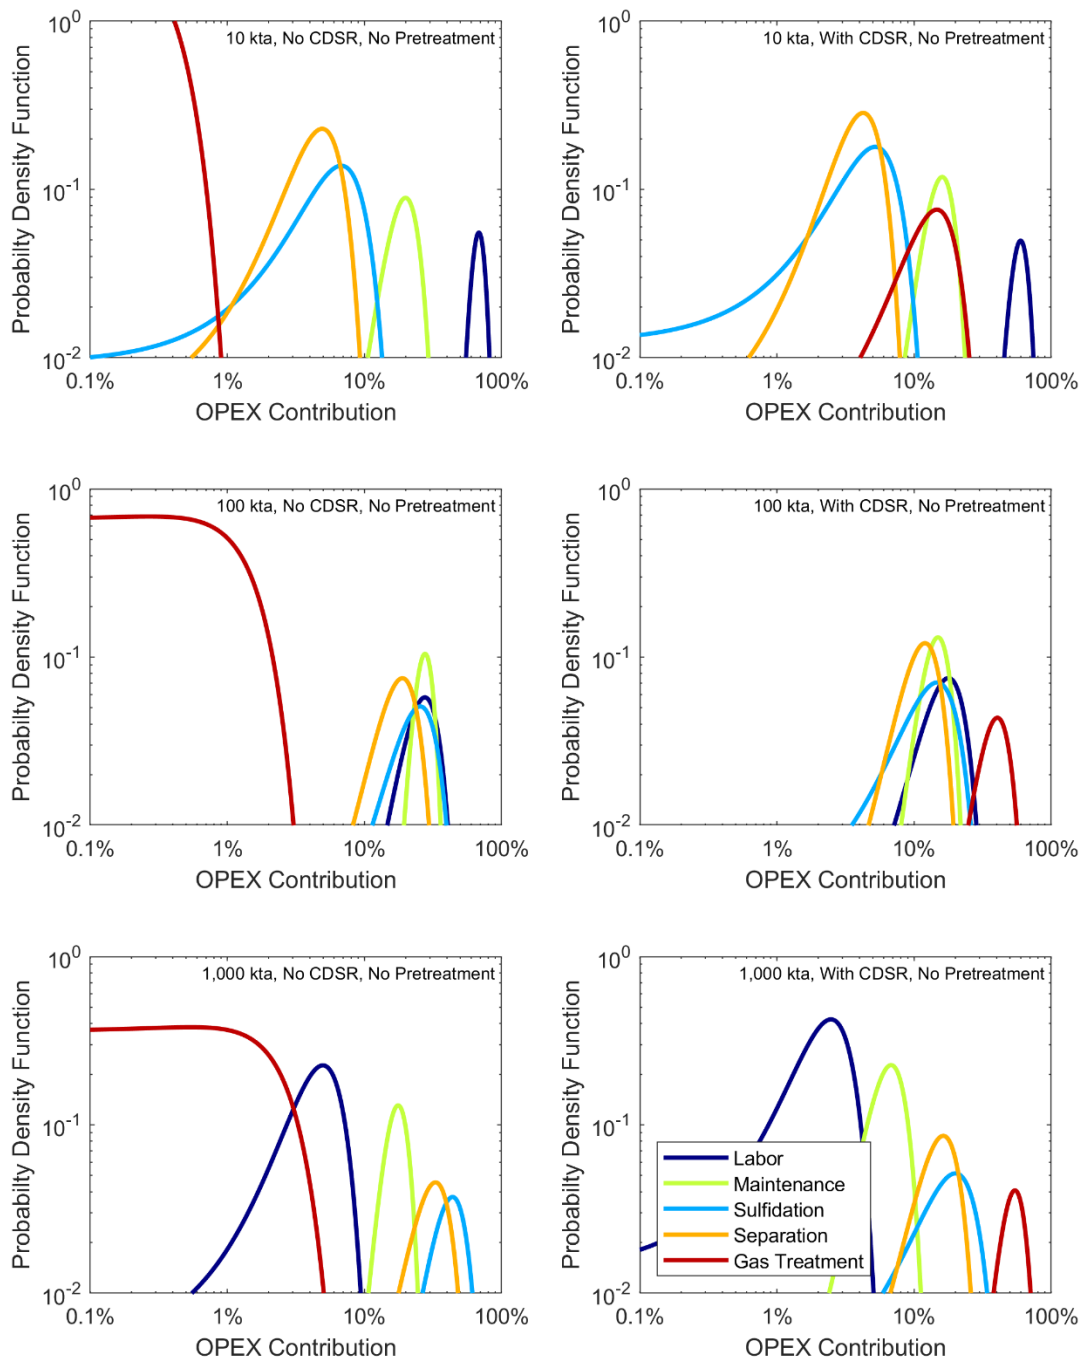 10 kta, No CDSR, No Pretreatment
10⁰
10⁻¹
10⁻²
Probabilty Density Function
0.1% 1% 10% 100%
OPEX Contribution
10 kta, With CDSR, No Pretreatment
10⁰
10⁻¹
10⁻²
Probabilty Density Function
0.1% 1% 10% 100%
OPEX Contribution
100 kta, No CDSR, No Pretreatment
10⁰
10⁻¹
10⁻²
Probabilty Density Function
0.1% 1% 10% 100%
OPEX Contribution
100 kta, With CDSR, No Pretreatment
10⁰
10⁻¹
10⁻²
Probabilty Density Function
0.1% 1% 10% 100%
OPEX Contribution
1,000 kta, No CDSR, No Pretreatment
10⁰
10⁻¹
10⁻²
Probabilty Density Function
0.1% 1% 10% 100%
OPEX Contribution
1,000 kta, With CDSR, No Pretreatment
10⁰
10⁻¹
10⁻²
Probabilty Density Function
Labor
Maintenance
Sulfidation
Separation
Gas Treatment
0.1% 1% 10% 100%
OPEX Contribution